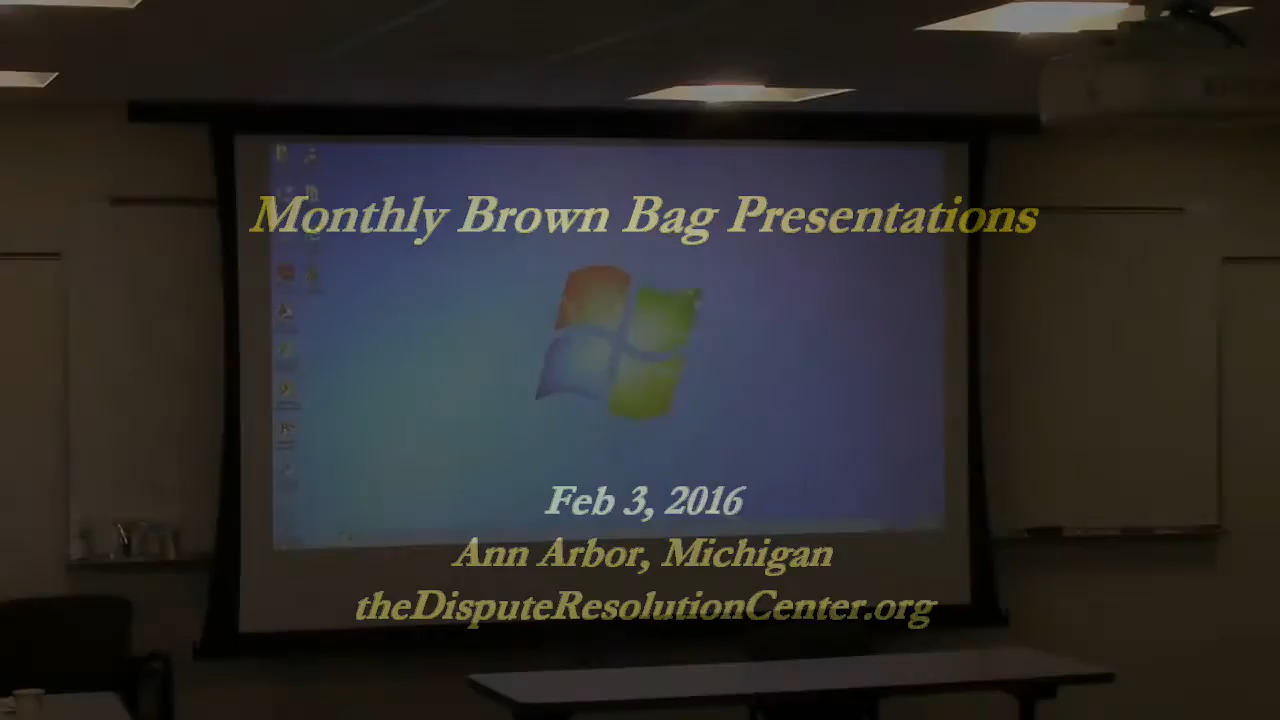 Monthly Brown Bag Presentations
Feb 3, 2016
Ann Arbor, Michigan
theDisputeResolutionCenter.org